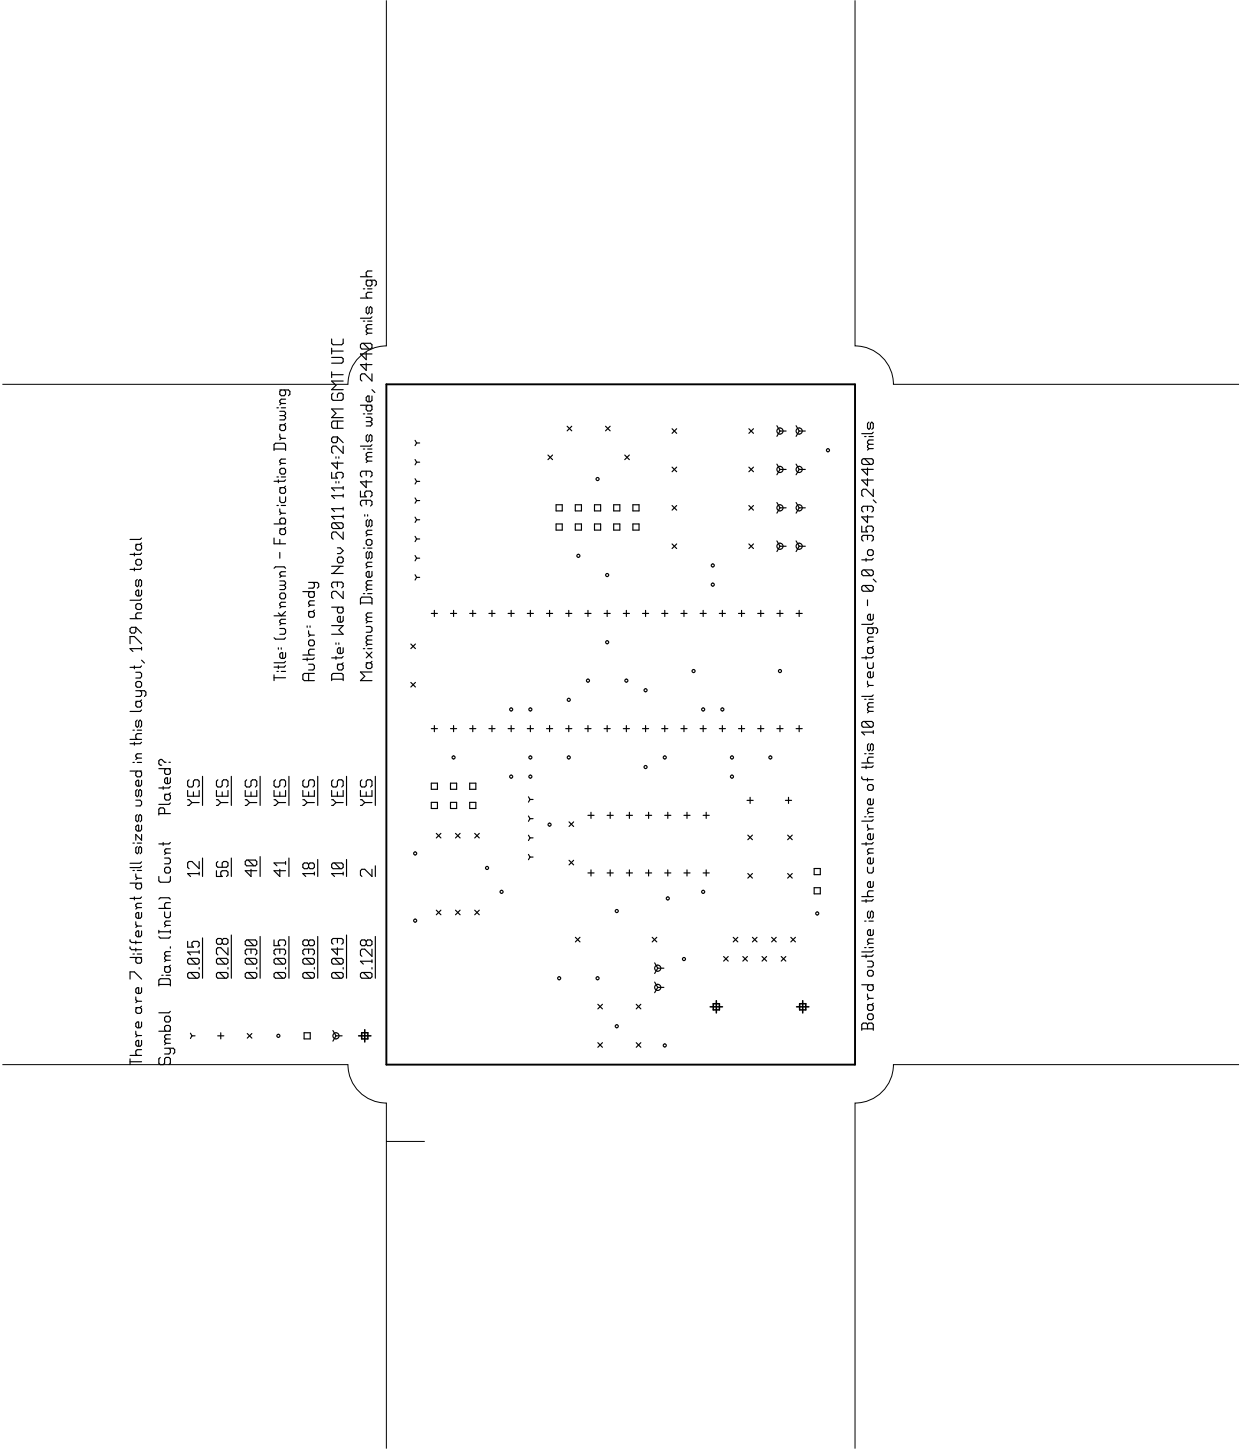 There are 7 different drill sizes used in this layout, 179 holes total
Symbol Diam. (Inch) Count Plated?
0.015 12 YES
0.028 56 YES
0.030 40 YES
0.035 41 YES
0.038 18 YES
0.043 10 YES
0.128 2 YES
Title: (unknown) - Fabrication Drawing
Author: andy
Date: Wed 23 Nov 2011 11:54:29 AM GMT UTC
Maximum Dimensions: 3543 mils wide, 2440 mils high
Board outline is the centerline of this 10 mil rectangle - 0,0 to 3543,2440 mils